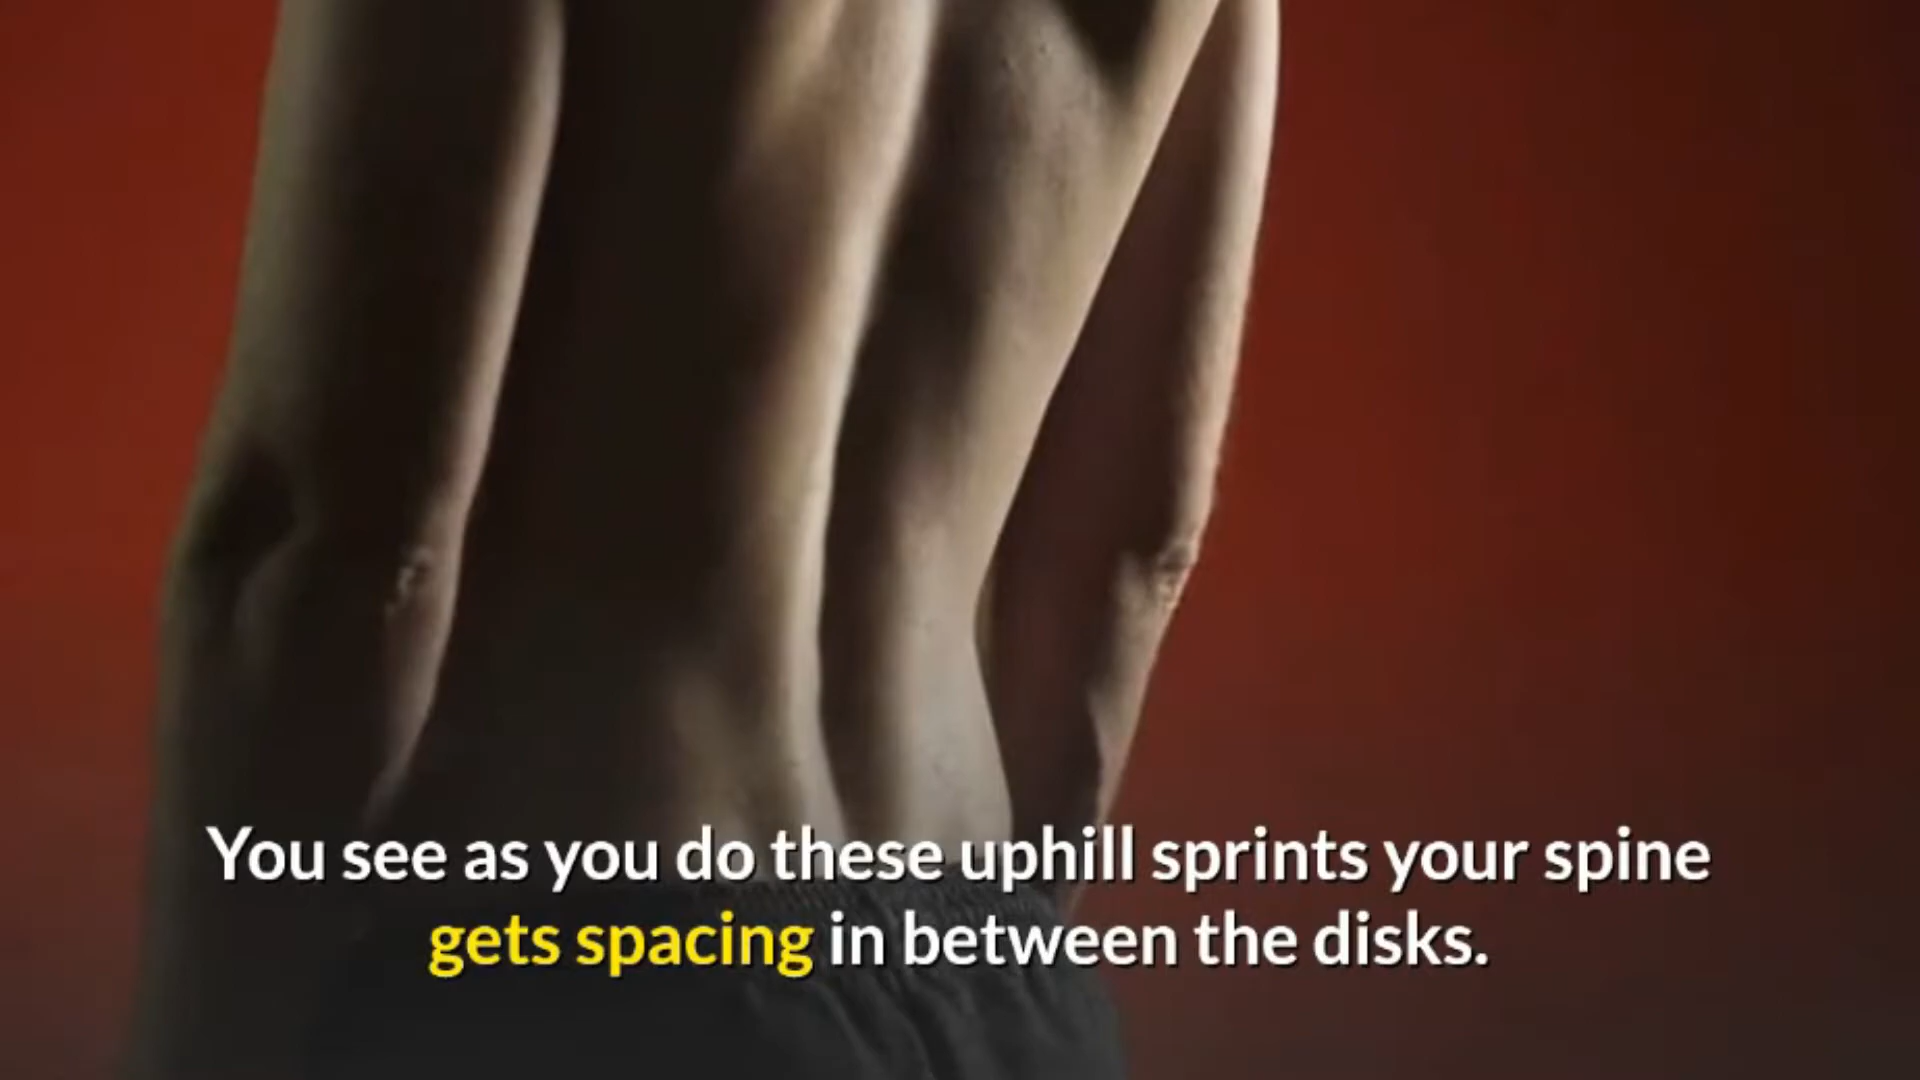 You see as you do these uphill sprints your spine
gets spacing in between the disks.